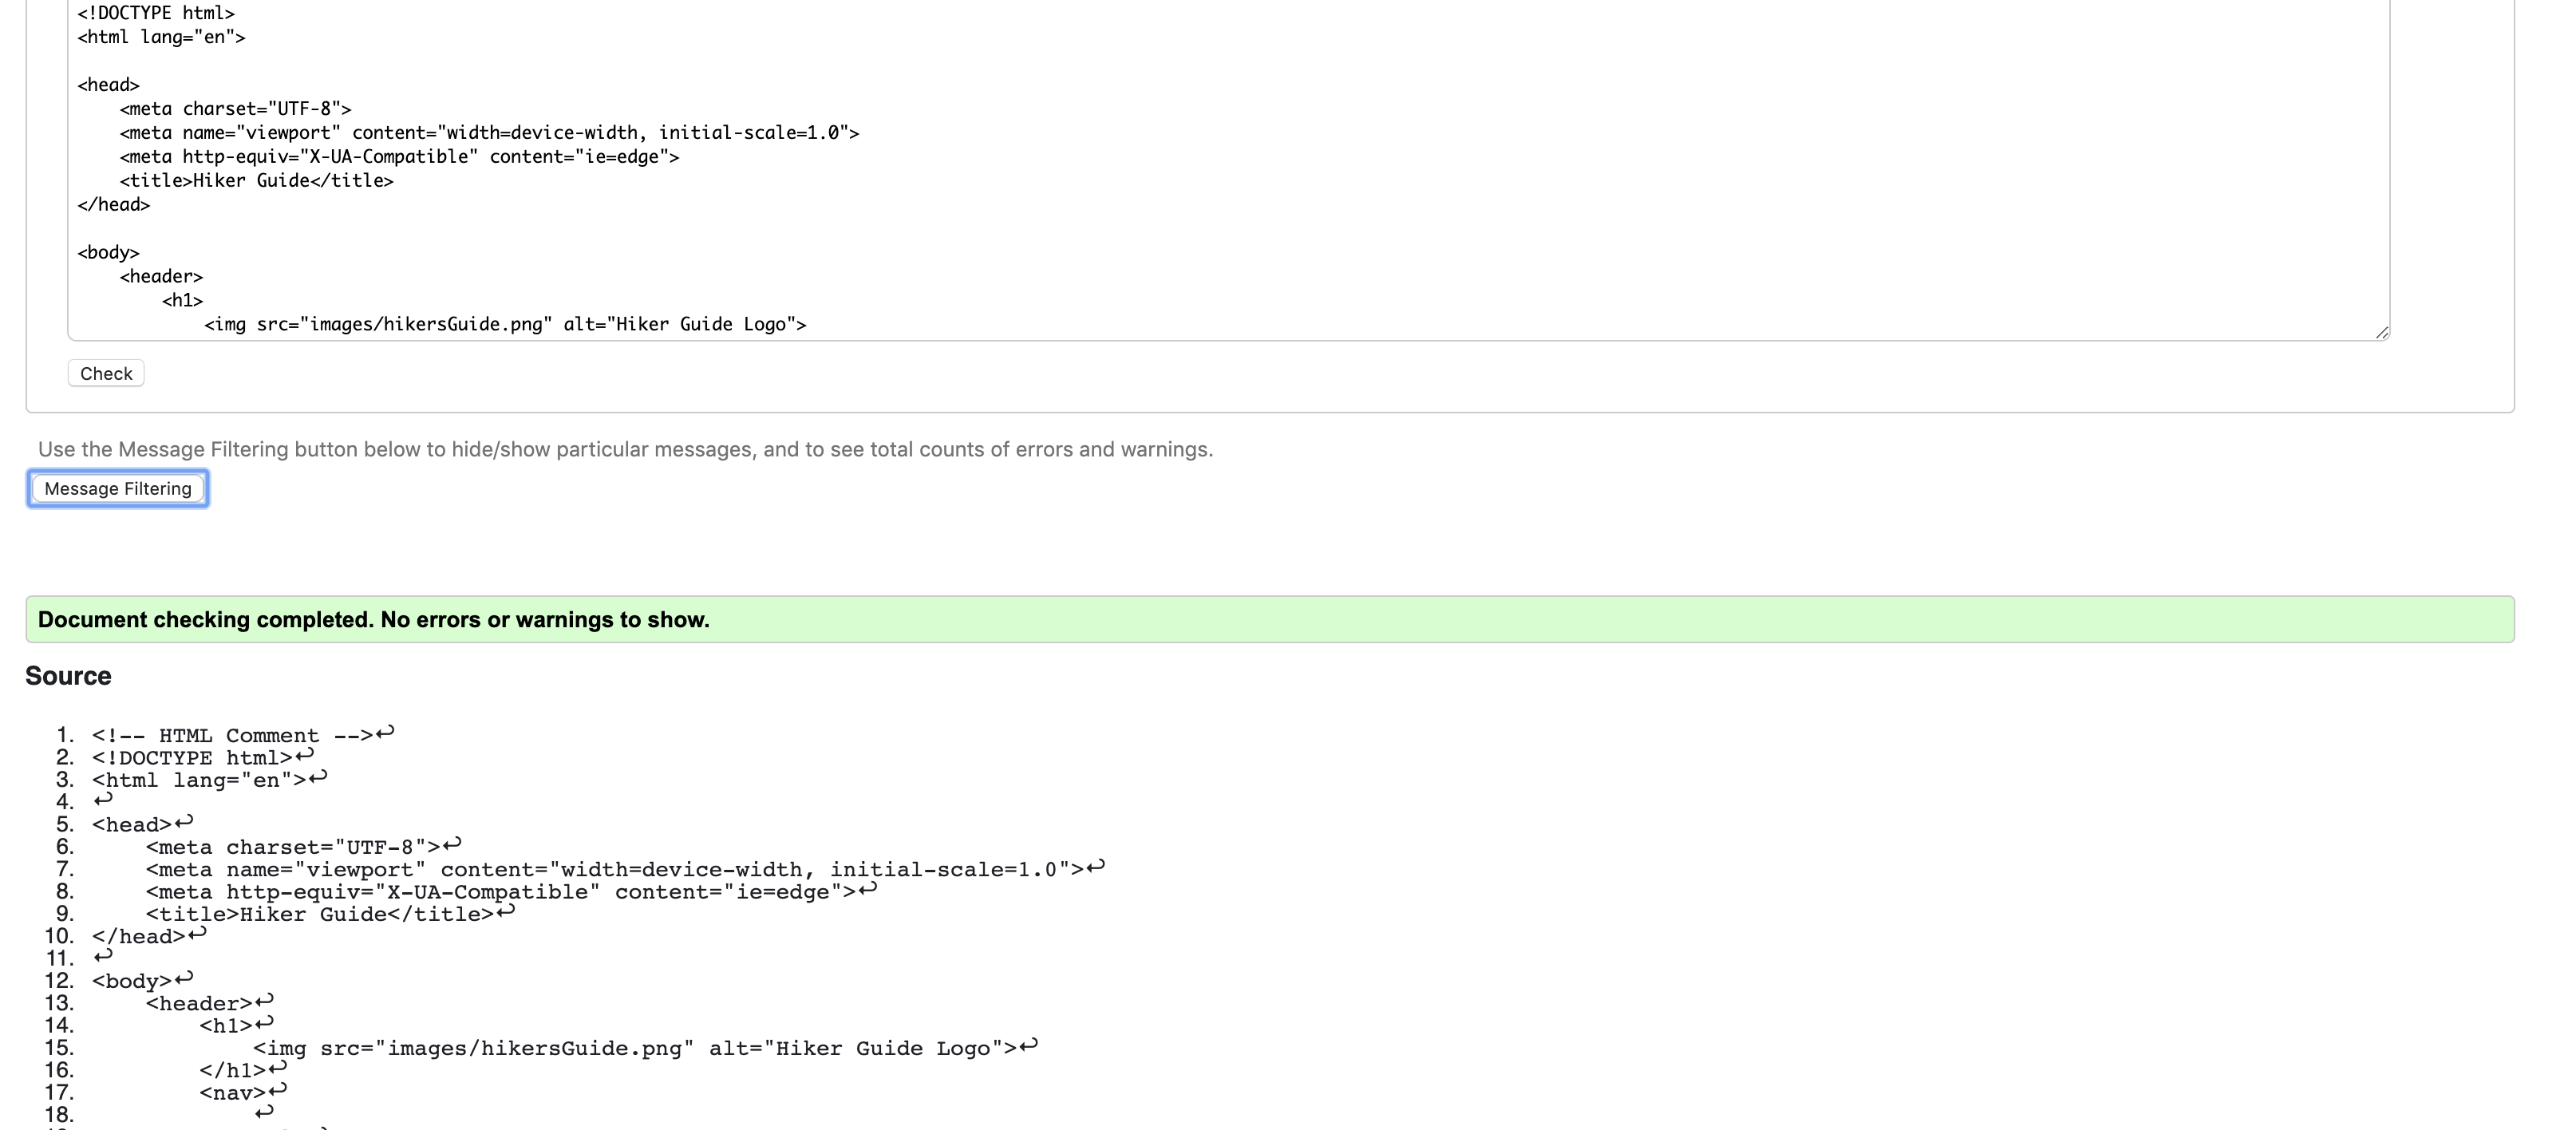 <!DOCTYPE html>
<html lang="en">
<head>
    <meta charset="UTF-8">
    <meta name="viewport" content="width=device-width, initial-scale=1.0">
    <meta http-equiv="X-UA-Compatible" content="ie=edge">
    <title>Hiker Guide</title>
</head>
<body>
    <header>
        <h1>
            <img src="images/hikersGuide.png" alt="Hiker Guide Logo">
Check
Use the Message Filtering button below to hide/show particular messages, and to see total counts of errors and warnings.
Message Filtering
Document checking completed. No errors or warnings to show.
Source
1. <!-- HTML Comment -->↩
2. <!DOCTYPE html>↩
3. <html lang="en">↩
4. ↩
5. <head>↩
6.     <meta charset="UTF-8">↩
7.     <meta name="viewport" content="width=device-width, initial-scale=1.0">↩
8.     <meta http-equiv="X-UA-Compatible" content="ie=edge">↩
9.     <title>Hiker Guide</title>↩
10. </head>↩
11. ↩
12. <body>↩
13.     <header>↩
14.         <h1>↩
15.             <img src="images/hikersGuide.png" alt="Hiker Guide Logo">↩
16.         </h1>↩
17.         <nav>↩
18.             ↩